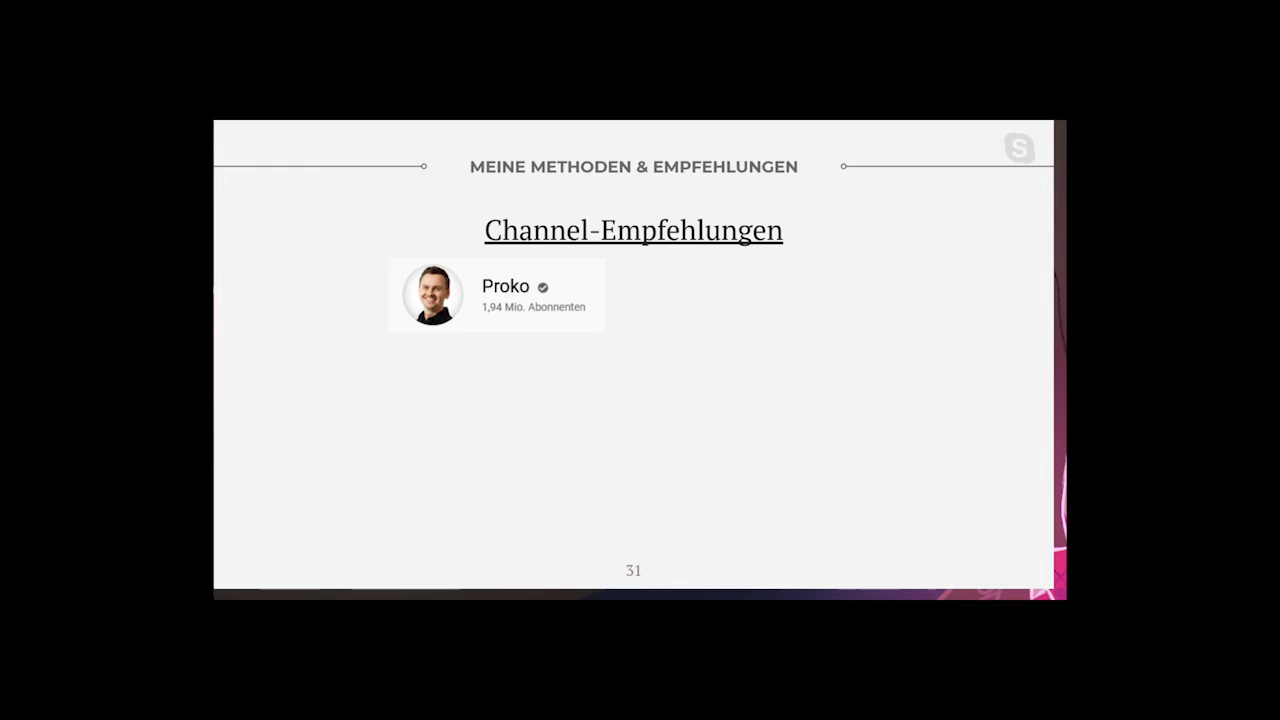 S
MEINE METHODEN & EMPFEHLUNGEN
Channel-Empfehlungen
Proko
1,94 Mio. Abonnenten
31